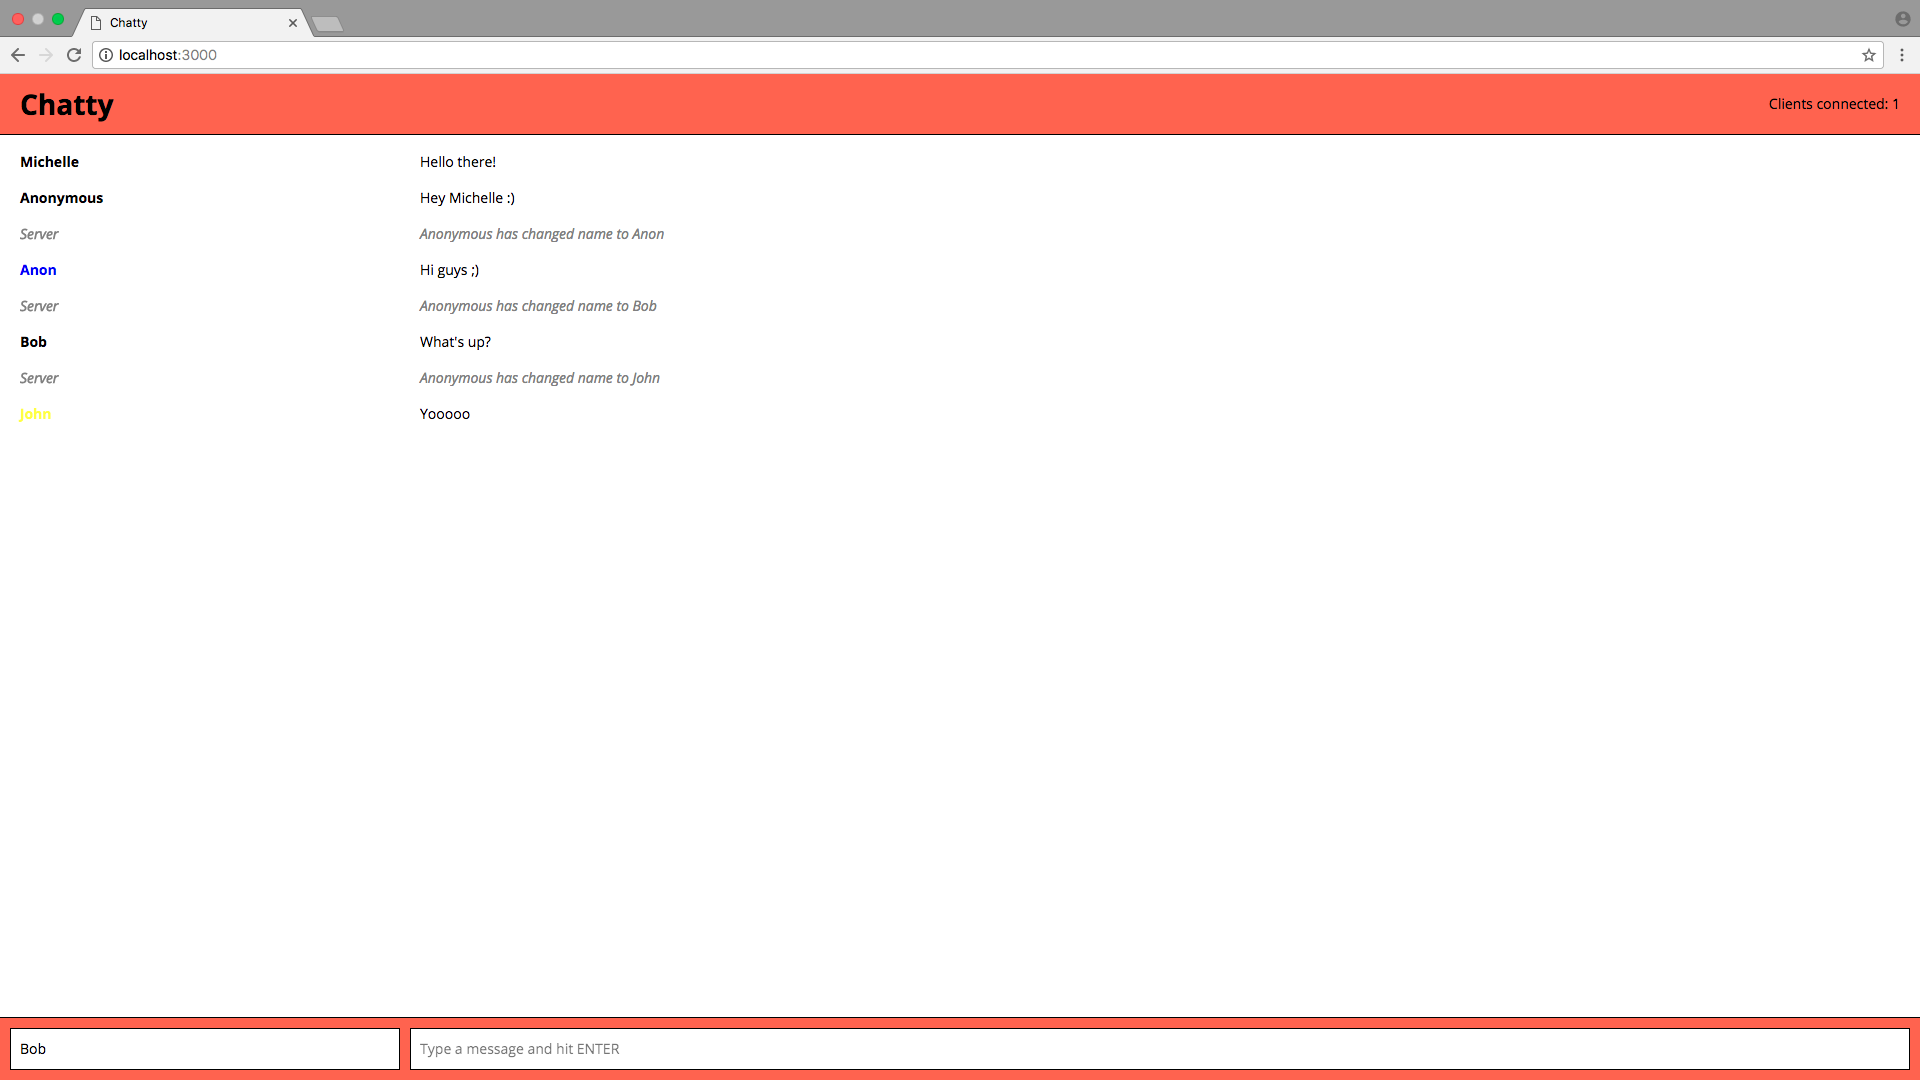 Chatty
localhost:3000
Chatty
Clients connected: 1
Michelle Hello there!
Anonymous Hey Michelle :)
Server Anonymous has changed name to Anon
Anon Hi guys ;)
Server Anonymous has changed name to Bob
Bob What's up?
Server Anonymous has changed name to John
John Yooooo
Bob Type a message and hit ENTER